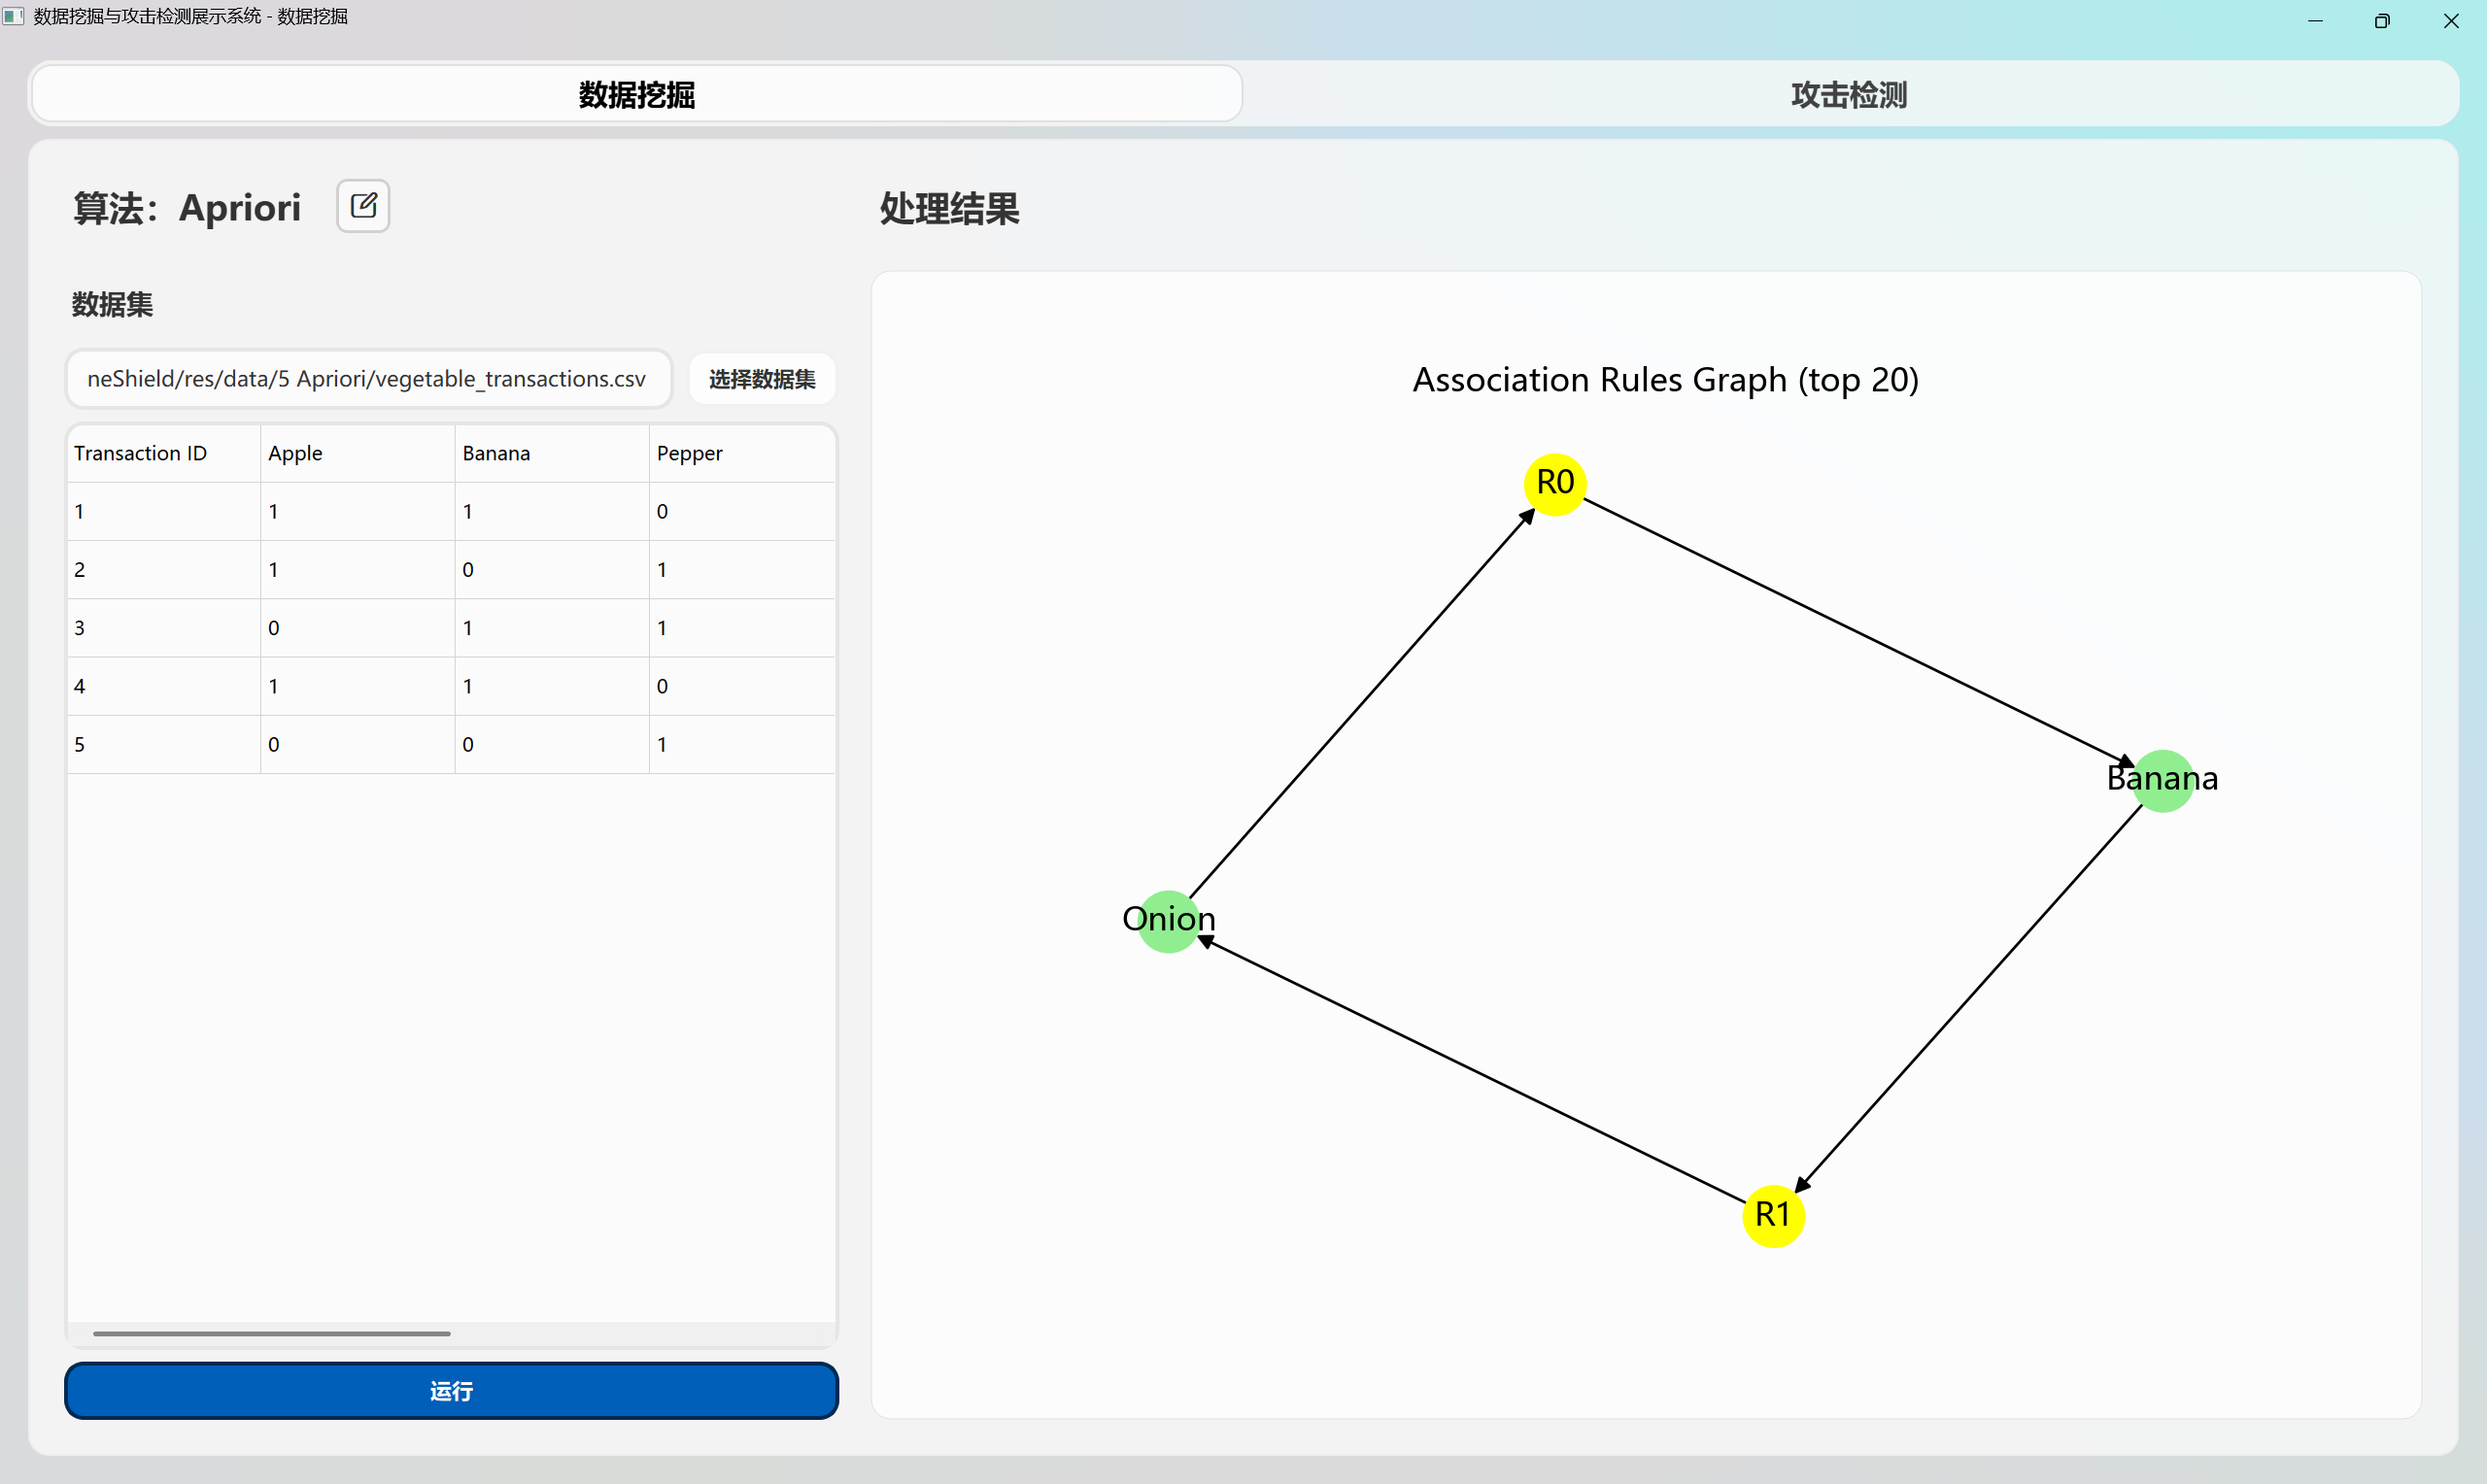 数据挖掘与攻击检测展示系统 - 数据挖掘
数据挖掘
攻击检测
算法：Apriori
处理结果
数据集
neShield/res/data/5 Apriori/vegetable_transactions.csv
选择数据集
Transaction ID Apple Banana Pepper
1 1 1 0
2 1 0 1
3 0 1 1
4 1 1 0
5 0 0 1
运行
Association Rules Graph (top 20)
R0
Banana
Onion
R1